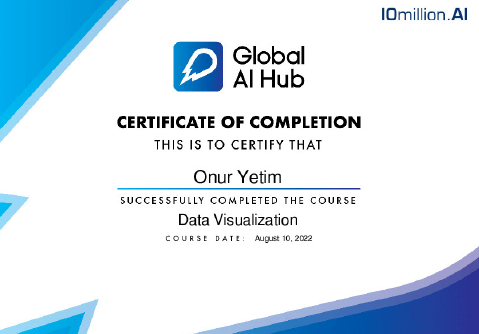 10million.AI
Global
AI Hub
CERTIFICATE OF COMPLETION
THIS IS TO CERTIFY THAT
Onur Yetim
SUCCESSFULLY COMPLETED THE COURSE
Data Visualization
COURSE DATE: August 10, 2022